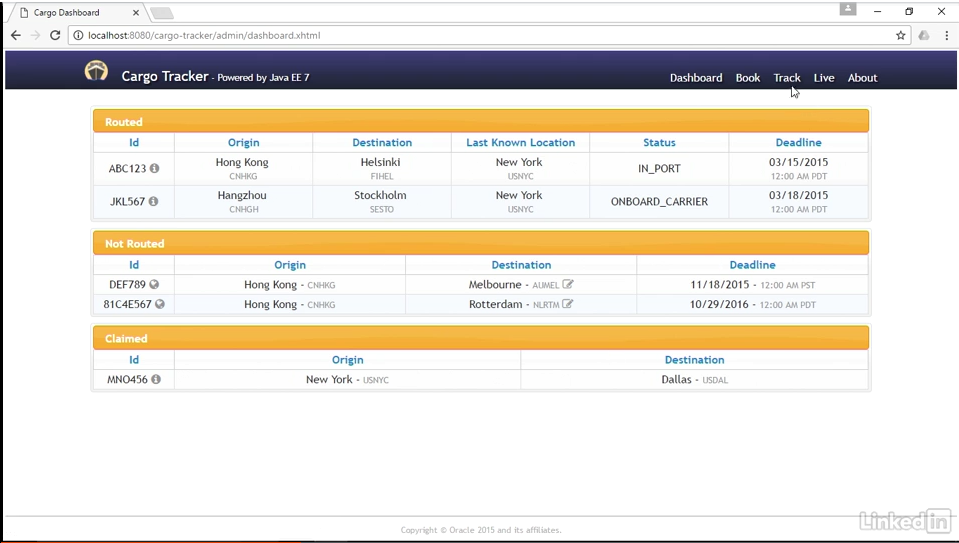 Cargo Dashboard
localhost:8080/cargo-tracker/admin/dashboard.xhtml
Cargo Tracker - Powered by Java EE 7
Dashboard Book Track Live About
Routed
Id Origin Destination Last Known Location Status Deadline
ABC123 Hong Kong Helsinki New York IN_PORT 03/15/2015
CNHKG FIHEL USNYC 12:00 AM PDT
JKL567 Hangzhou Stockholm New York ONBOARD_CARRIER 03/18/2015
CNHGH SESTO USNYC 12:00 AM PDT
Not Routed
Id Origin Destination Deadline
DEF789 Hong Kong - CNHKG Melbourne - AUMEL 11/18/2015 - 12:00 AM PST
81C4E567 Hong Kong - CNHKG Rotterdam - NLRTM 10/29/2016 - 12:00 AM PDT
Claimed
Id Origin Destination
MNO456 New York - USNYC Dallas - USDAL
Copyright © Oracle 2015 and its affiliates.
Linked in